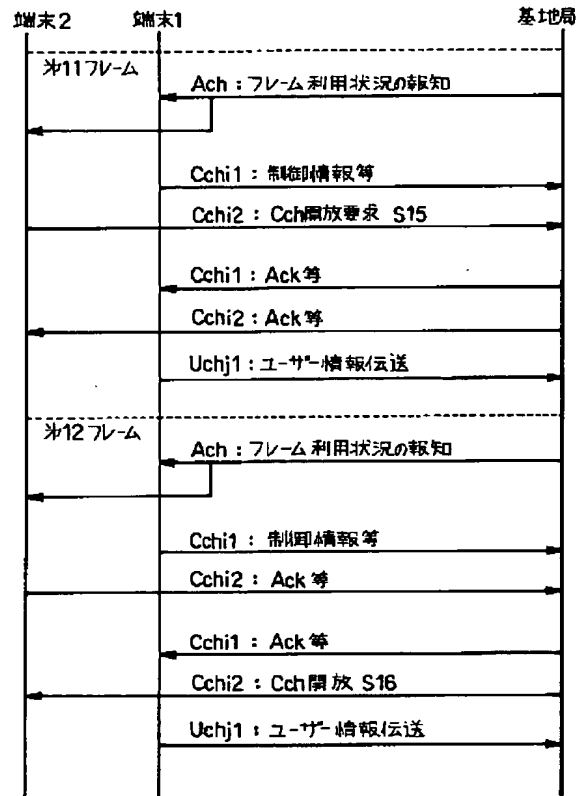 端末2 端末1 基地局
第11フレーム
Ach : フレーム利用状況の報知
Cchi1 : 制御情報等
Cchi2 : Cch開放要求 S15
Cchi1 : Ack等
Cchi2 : Ack等
Uchj1 : ユーザー情報伝送
第12フレーム
Ach : フレーム利用状況の報知
Cchi1 : 制御情報等
Cchi2 : Ack等
Cchi1 : Ack等
Cchi2 : Cch開放 S16
Uchj1 : ユーザー情報伝送